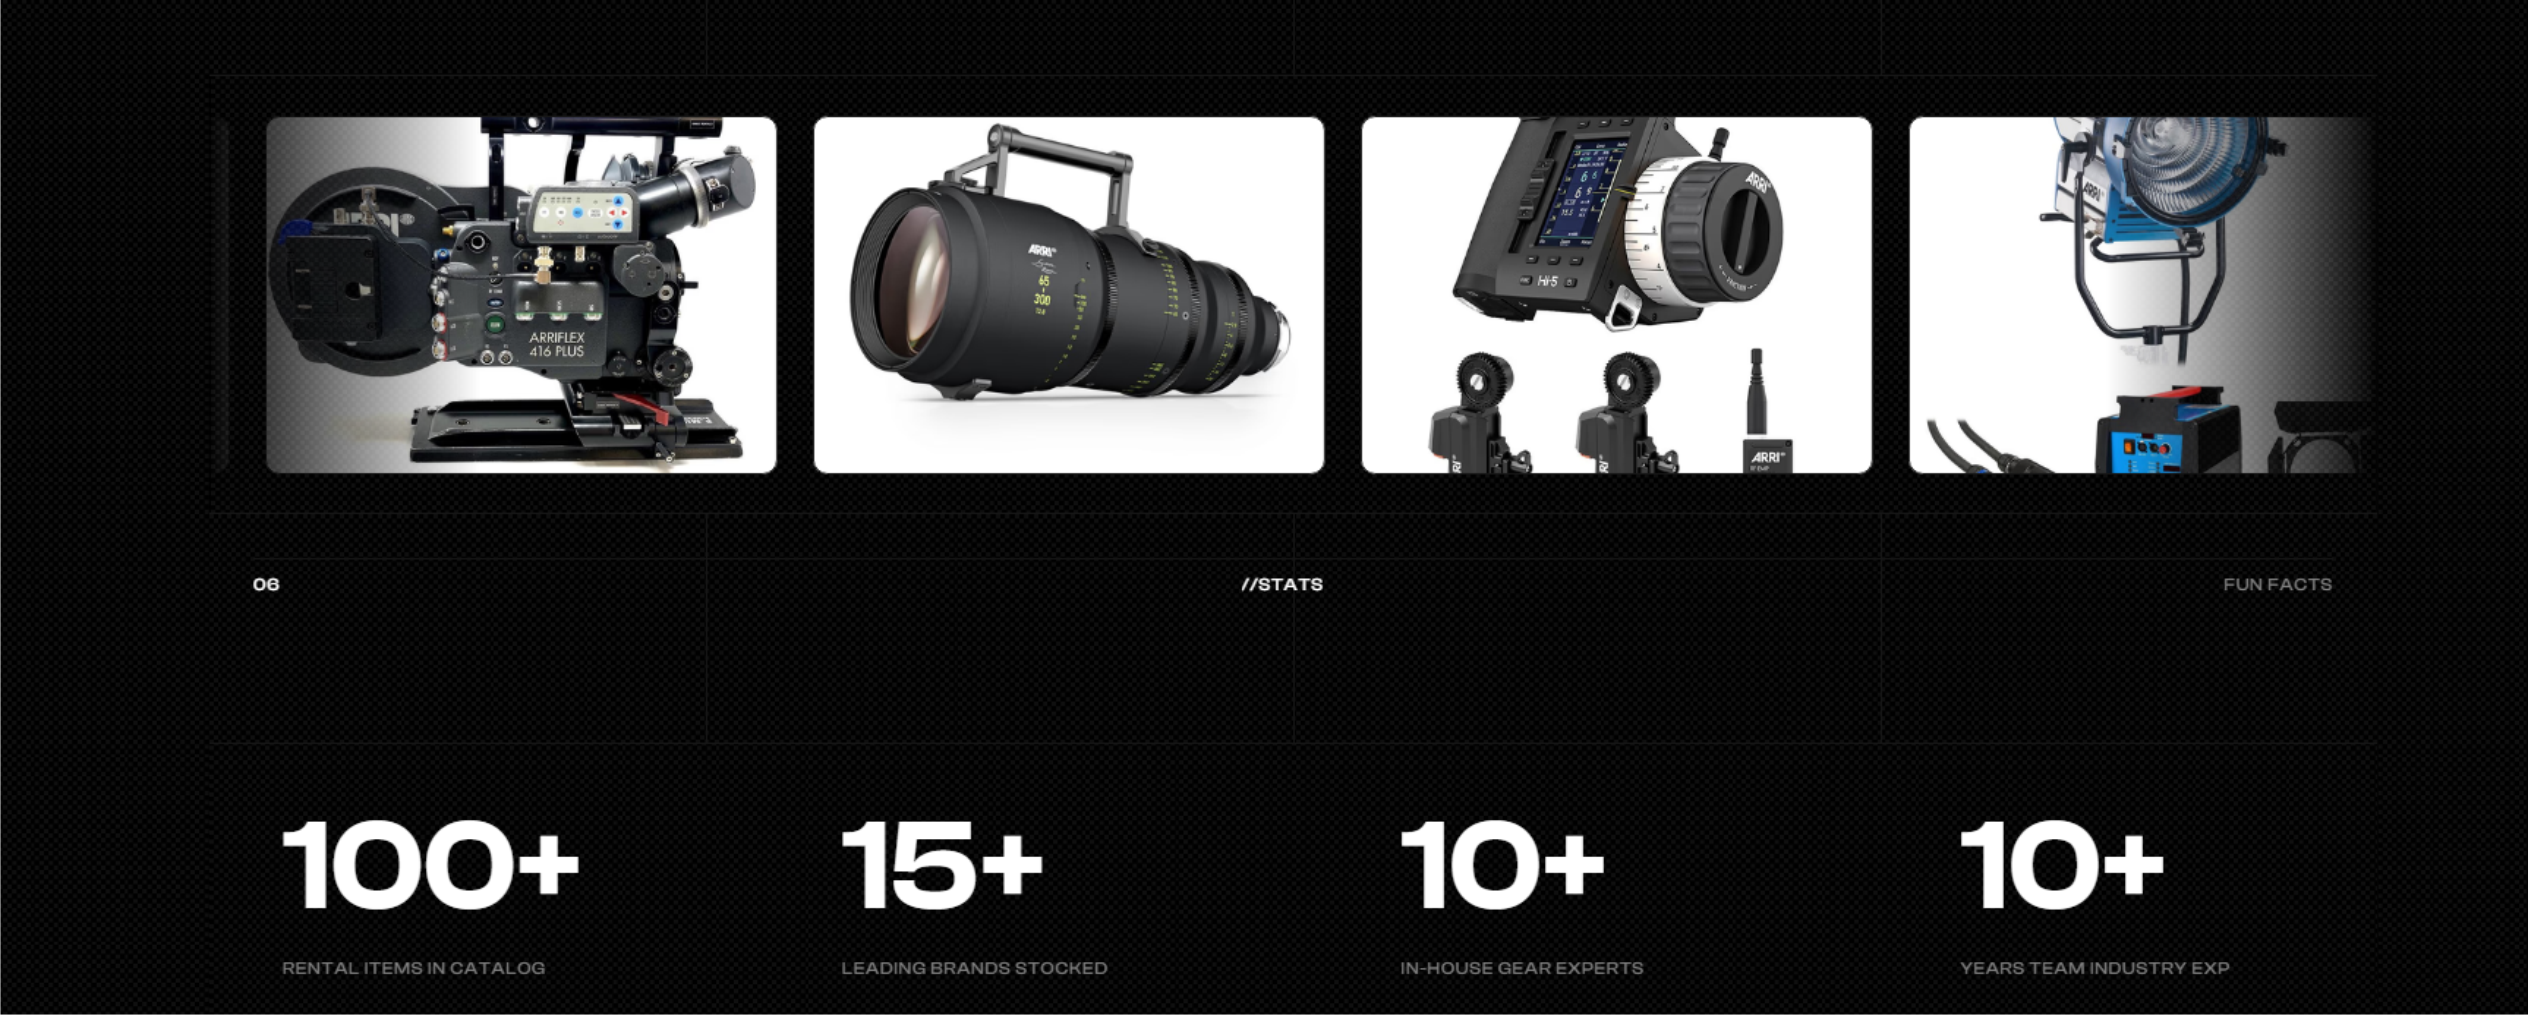 ARRIFLEX
416 PLUS
ARRI
65
300
ARRI
Hi-5
ARRI
ARRI
06
//STATS
FUN FACTS
100+
15+
10+
10+
RENTAL ITEMS IN CATALOG
LEADING BRANDS STOCKED
IN-HOUSE GEAR EXPERTS
YEARS TEAM INDUSTRY EXP